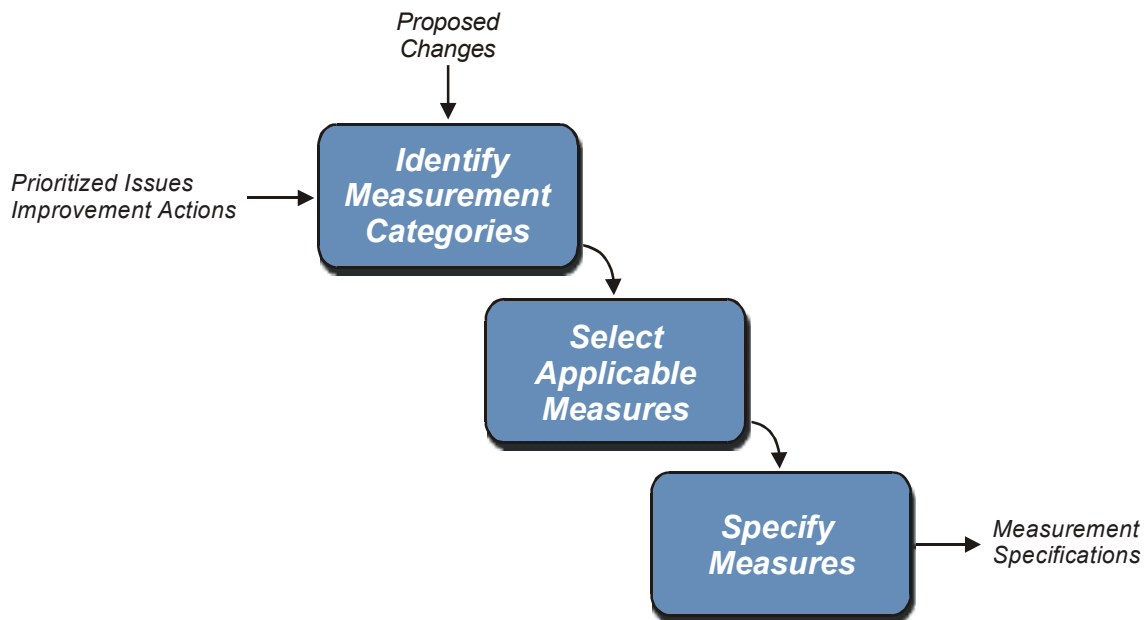 Proposed
Changes
Identify
Measurement
Categories
Prioritized Issues
Improvement Actions
Select
Applicable
Measures
Specify
Measures
Measurement
Specifications